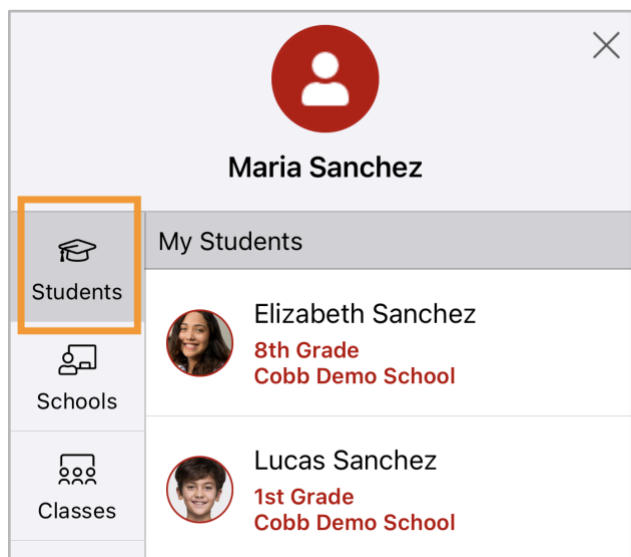 Maria Sanchez
Students
My Students
Elizabeth Sanchez
8th Grade
Cobb Demo School
Schools
Classes
Lucas Sanchez
1st Grade
Cobb Demo School